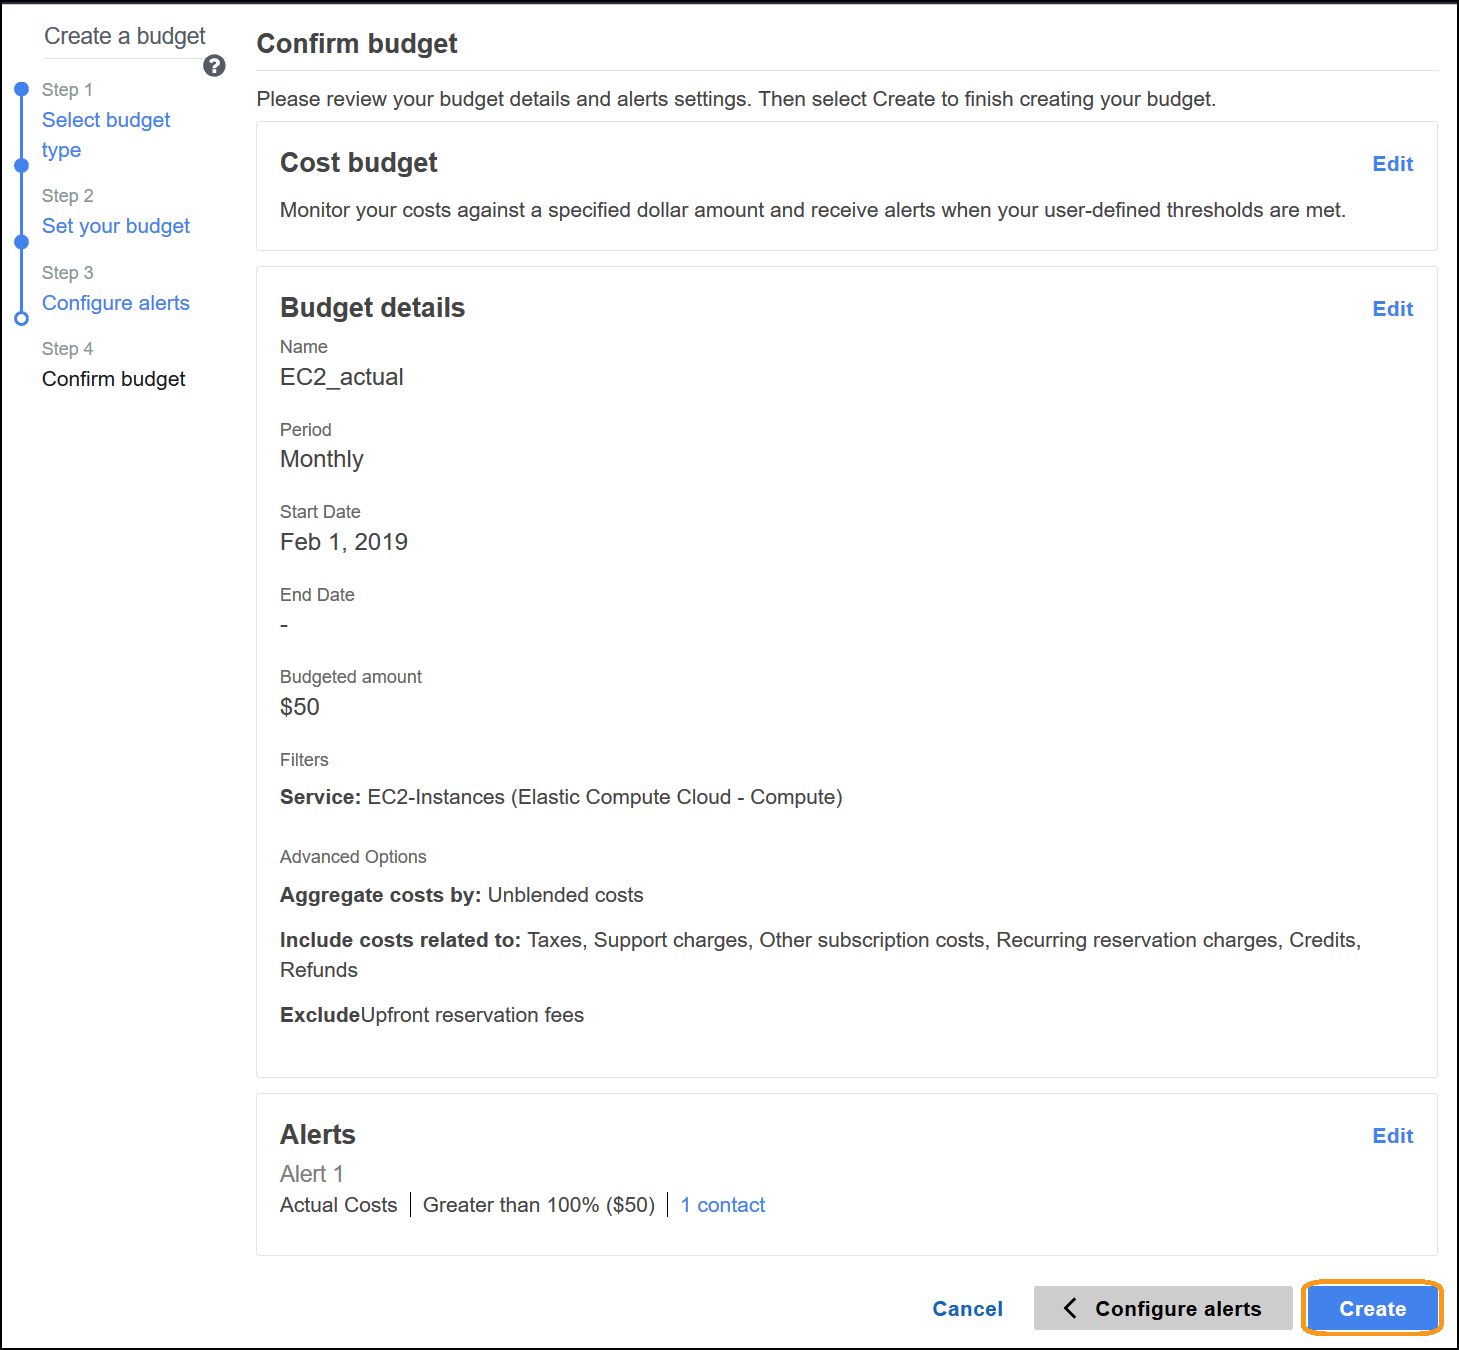 Create a budget
?
Step 1
Select budget
type
Step 2
Set your budget
Step 3
Configure alerts
Step 4
Confirm budget
Confirm budget
Please review your budget details and alerts settings. Then select Create to finish creating your budget.
Cost budget
Edit
Monitor your costs against a specified dollar amount and receive alerts when your user-defined thresholds are met.
Budget details
Edit
Name
EC2_actual
Period
Monthly
Start Date
Feb 1, 2019
End Date
-
Budgeted amount
$50
Filters
Service: EC2-Instances (Elastic Compute Cloud - Compute)
Advanced Options
Aggregate costs by: Unblended costs
Include costs related to: Taxes, Support charges, Other subscription costs, Recurring reservation charges, Credits,
Refunds
ExcludeUpfront reservation fees
Alerts
Edit
Alert 1
Actual Costs | Greater than 100% ($50) | 1 contact
Cancel
Configure alerts
Create